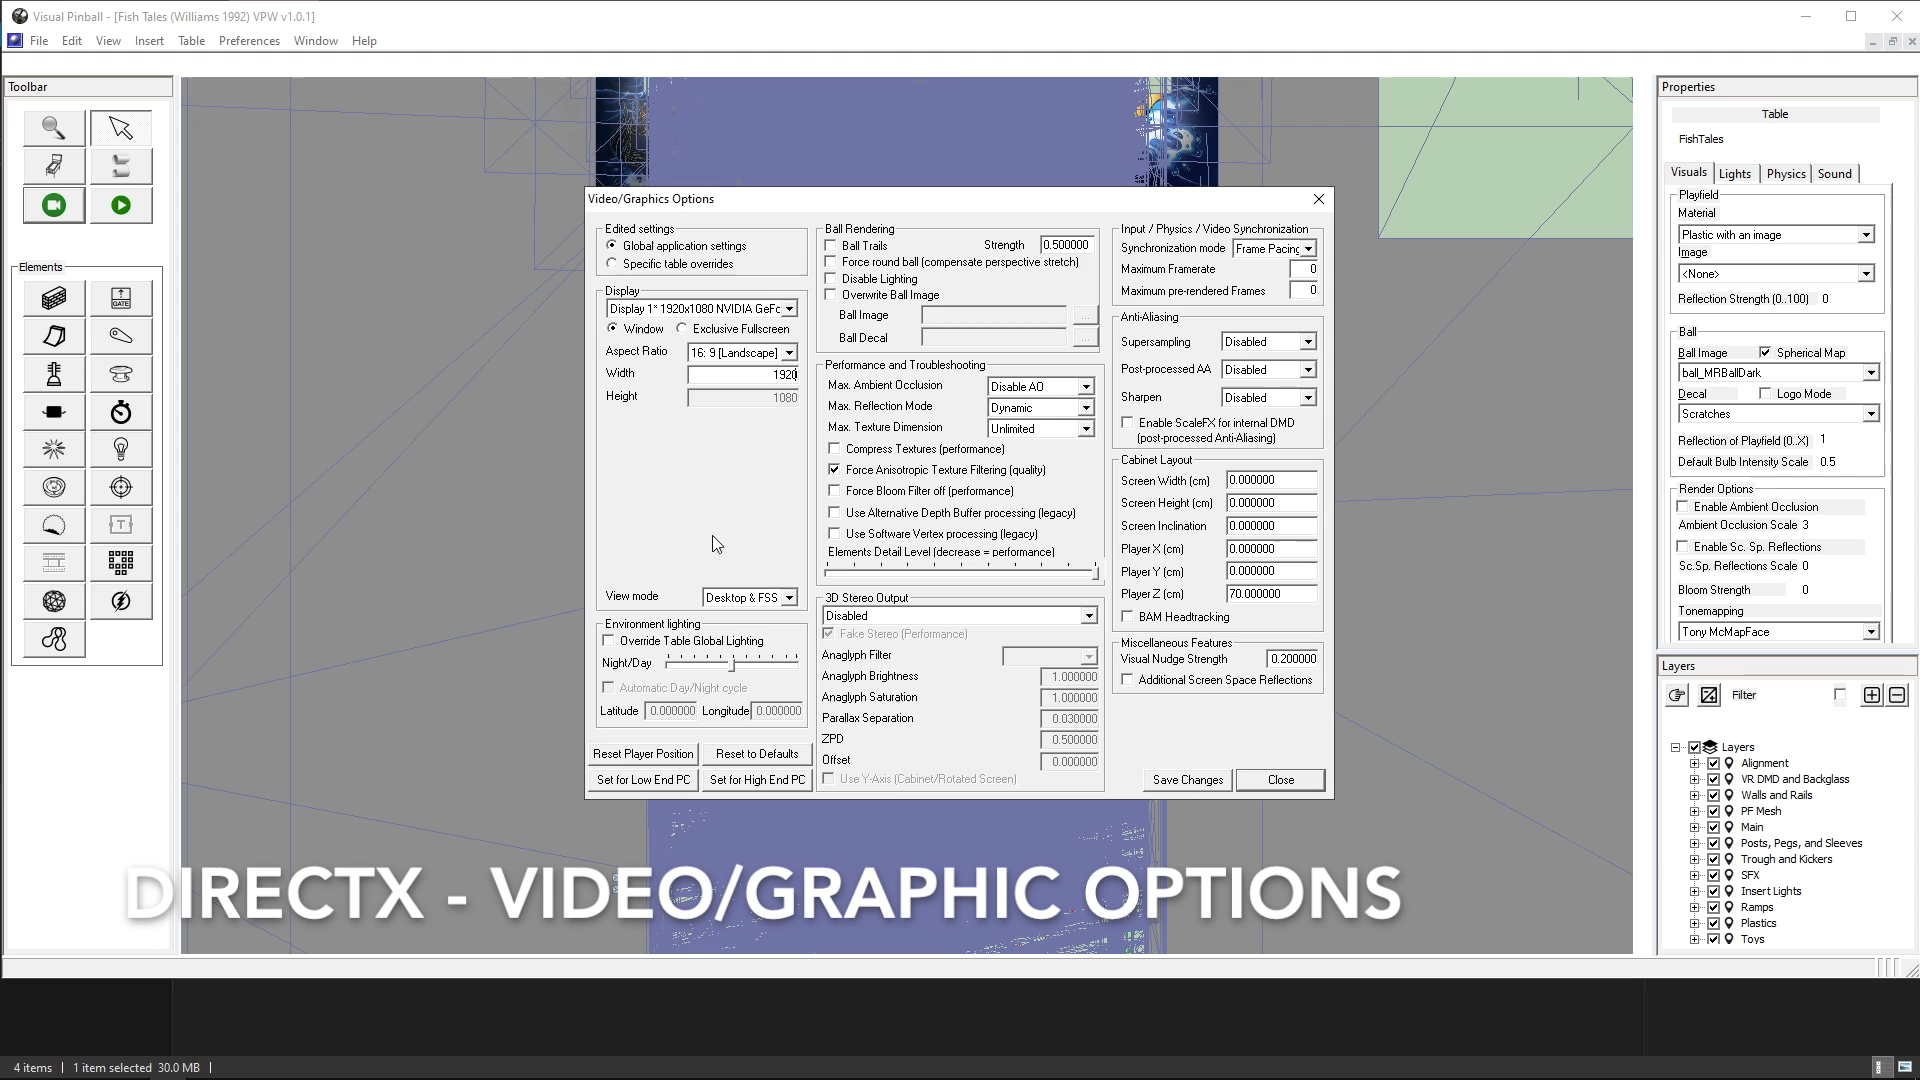 Visual Pinball - [Fish Tales (Williams 1992) VPW v1.0.1]
File Edit View Insert Table Preferences Window Help
Toolbar
Elements
GATE
T
Video/Graphics Options
Edited settings
Global application settings
Specific table overrides
Display
Display 1* 1920x1080 NVIDIA GeFc
Window Exclusive Fullscreen
Aspect Ratio 16: 9 [Landscape]
Width 1920
Height 1080
View mode Desktop & FSS
Environment lighting
Override Table Global Lighting
Night/Day
Automatic Day/Night cycle
Latitude 0.000000 Longitude 0.000000
Reset Player Position Reset to Defaults
Set for Low End PC Set for High End PC
Ball Rendering
Ball Trails Strength 0.500000
Force round ball (compensate perspective stretch)
Disable Lighting
Overwrite Ball Image
Ball Image ...
Ball Decal ...
Performance and Troubleshooting
Max. Ambient Occlusion Disable AO
Max. Reflection Mode Dynamic
Max. Texture Dimension Unlimited
Compress Textures (performance)
Force Anisotropic Texture Filtering (quality)
Force Bloom Filter off (performance)
Use Alternative Depth Buffer processing (legacy)
Use Software Vertex processing (legacy)
Elements Detail Level (decrease = performance)
3D Stereo Output
Disabled
Fake Stereo (Performance)
Anaglyph Filter
Anaglyph Brightness 1.000000
Anaglyph Saturation 1.000000
Parallax Separation 0.030000
ZPD 0.500000
Offset 0.000000
Use Y-Axis (Cabinet/Rotated Screen)
Input / Physics / Video Synchronization
Synchronization mode Frame Pacing
Maximum Framerate 0
Maximum pre-rendered Frames 0
Anti-Aliasing
Supersampling Disabled
Post-processed AA Disabled
Sharpen Disabled
Enable ScaleFX for internal DMD
(post-processed Anti-Aliasing)
Cabinet Layout
Screen Width (cm) 0.000000
Screen Height (cm) 0.000000
Screen Inclination 0.000000
Player X (cm) 0.000000
Player Y (cm) 0.000000
Player Z (cm) 70.000000
BAM Headtracking
Miscellaneous Features
Visual Nudge Strength 0.200000
Additional Screen Space Reflections
Save Changes Close
Properties
Table
FishTales
Visuals Lights Physics Sound
Playfield
Material
Plastic with an image
Image
<None>
Reflection Strength (0..100) 0
Ball
Ball Image Spherical Map
ball_MRBallDark
Decal Logo Mode
Scratches
Reflection of Playfield (0..X) 1
Default Bulb Intensity Scale 0.5
Render Options
Enable Ambient Occlusion
Ambient Occlusion Scale 3
Enable Sc. Sp. Reflections
Sc.Sp. Reflections Scale 0
Bloom Strength 0
Tonemapping
Tony McMapFace
Layers
Filter
Layers
Alignment
VR DMD and Backglass
Walls and Rails
PF Mesh
Main
Posts, Pegs, and Sleeves
Trough and Kickers
SFX
Insert Lights
Ramps
Plastics
Toys
DIRECTX - VIDEO/GRAPHIC OPTIONS
4 items 1 item selected 30.0 MB